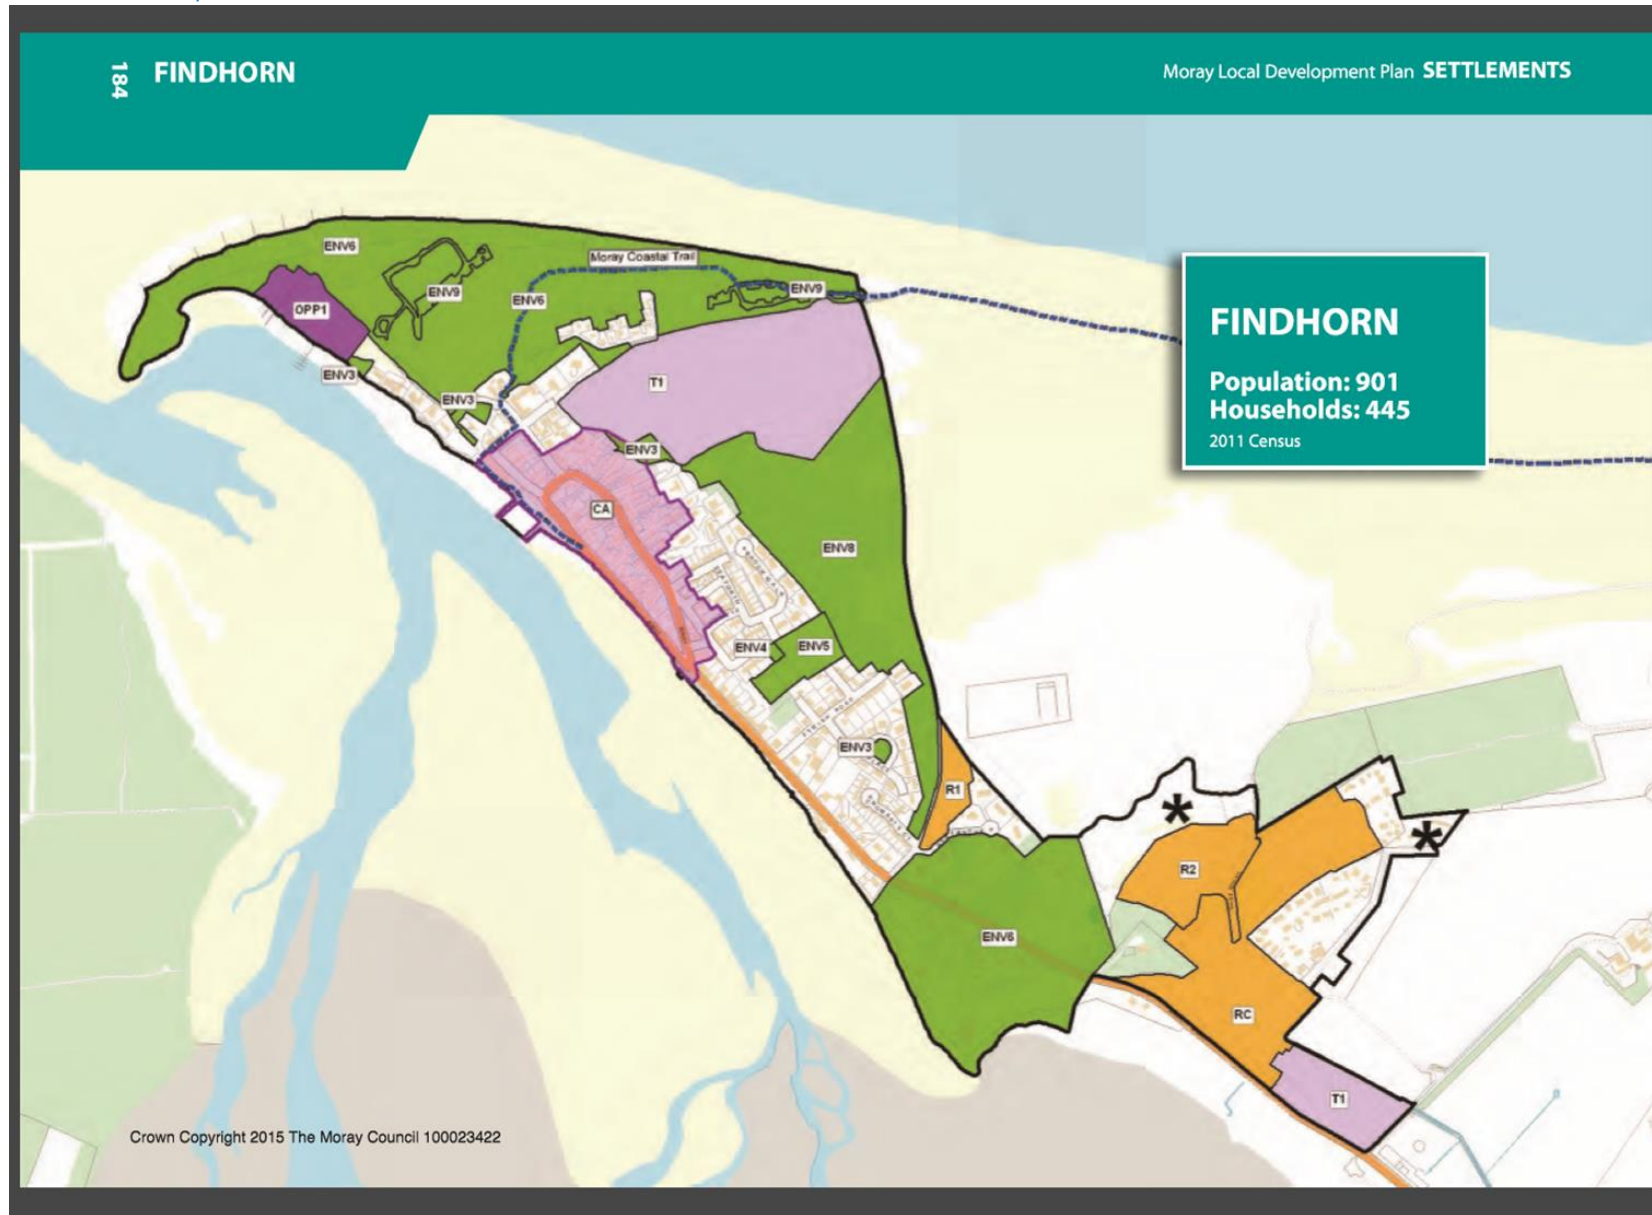 184
FINDHORN
Moray Local Development Plan SETTLEMENTS
ENV6
Moray Coastal Trail
OPP1
ENV9
ENV6
ENV9
FINDHORN
Population: 901
Households: 445
2011 Census
ENV3
T1
ENV3
ENV3
CA
ENV8
ENV4
ENV5
ENV3
R1
*
*
R2
ENV6
RC
T1
Crown Copyright 2015 The Moray Council 100023422